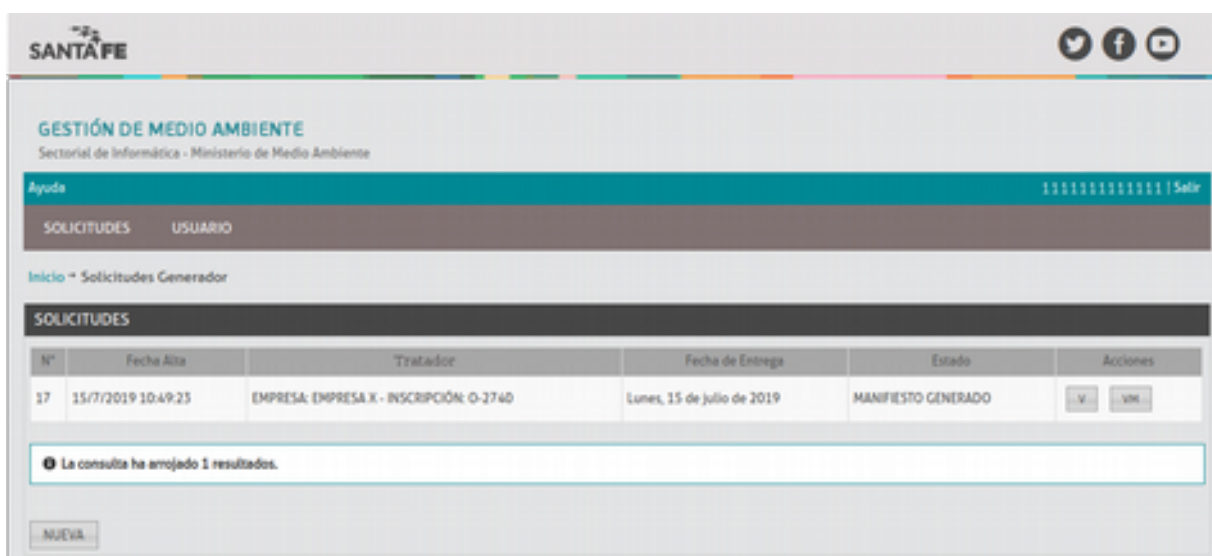 SANTA FE
GESTIÓN DE MEDIO AMBIENTE
Sectorial de Informática - Ministerio de Medio Ambiente
Ayuda 1111111111111 | Salir
SOLICITUDES USUARIO
Inicio → Solicitudes Generador
SOLICITUDES
N° Fecha Alta Tratador Fecha de Entrega Estado Acciones
17 15/7/2019 10:49:23 EMPRESA: EMPRESA X - INSCRIPCIÓN: O-2740 Lunes, 15 de julio de 2019 MANIFIESTO GENERADO V VM
La consulta ha arrojado 1 resultados.
NUEVA